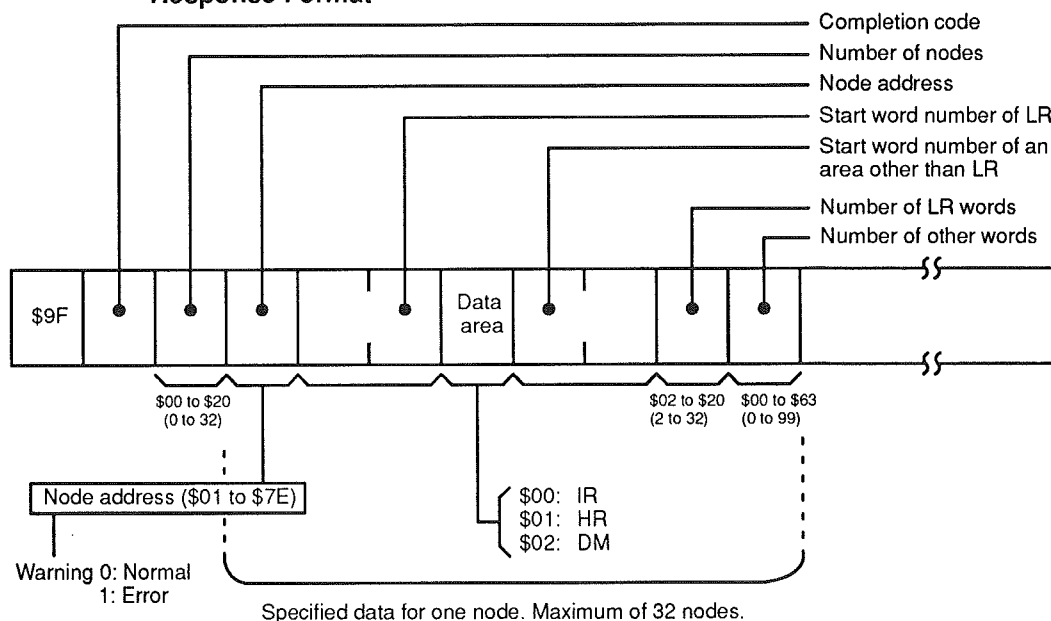 Response Format
Completion code
Number of nodes
Node address
Start word number of LR
Start word number of an
area other than LR
Number of LR words
Number of other words
$9F
Data
area
$00 to $20
(0 to 32)
$02 to $20
(2 to 32)
$00 to $63
(0 to 99)
Node address ($01 to $7E)
$00: IR
$01: HR
$02: DM
Warning 0: Normal
1: Error
Specified data for one node. Maximum of 32 nodes.